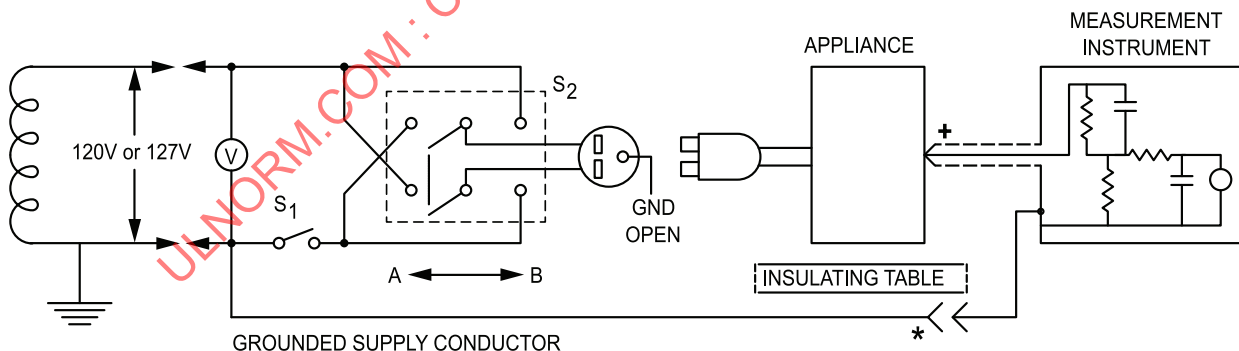 MEASUREMENT
INSTRUMENT
APPLIANCE
S2
120V or 127V
V
S1
+
GND
OPEN
A
B
INSULATING TABLE
*
GROUNDED SUPPLY CONDUCTOR
ULNORM.COM : C